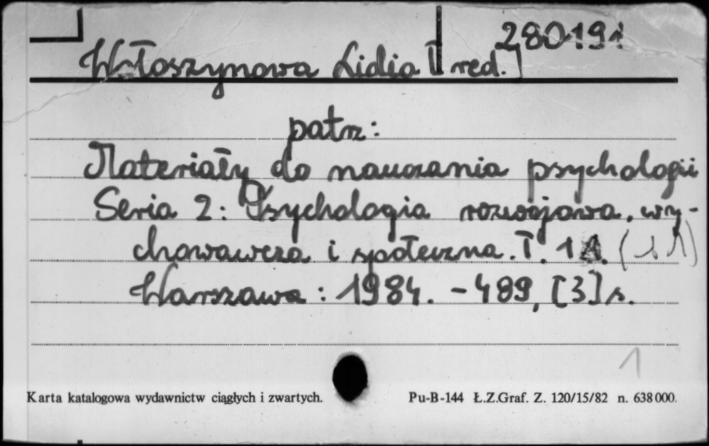 280191
Włoszynowa Lidia [red.]
patrz:
Materiały do nauczania psychologii
Seria 2: Psychologia rozwojowa, wy-
chowawcza i społeczna. T. 11. (11)
Warszawa: 1984. - 489, [3] s.
1
Karta katalogowa wydawnictw ciągłych i zwartych. Pu-B-144 Ł.Z.Graf. Z. 120/15/82 n. 638 000.